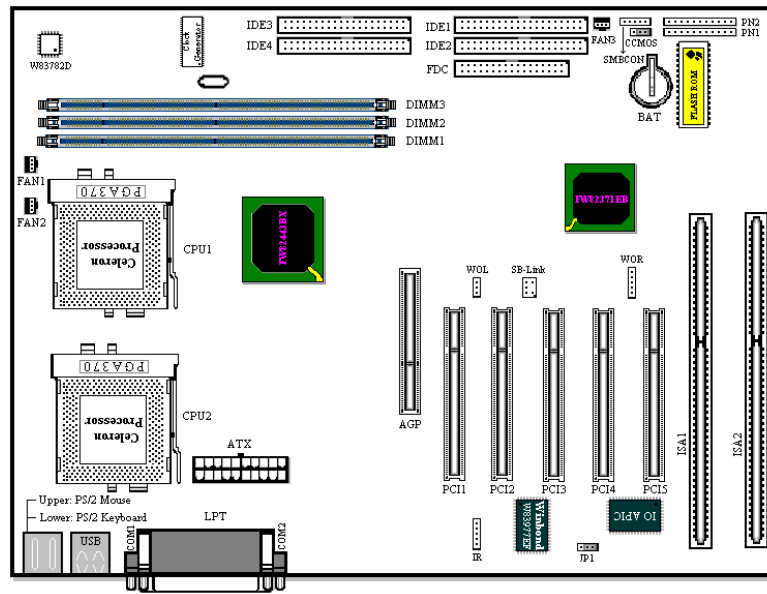 IDE3
IDE1
PN2
IDE4
IDE2
FAN3
CCMOS
PN1
W83782D
Clock Generator
FDC
SMBCON
BAT
FLASH ROM
DIMM3
DIMM2
DIMM1
FAN1
PGA370
FAN2
Celeron
Processor
CPU1
FW82443BX
FW82371EB
WOL
SB-Link
WOR
PGA370
Celeron
Processor
CPU2
AGP
ATX
ISA1
ISA2
PCI1
PCI2
PCI3
PCI4
PCI5
Upper: PS/2 Mouse
Lower: PS/2 Keyboard
USB
COM1
LPT
COM2
IR
Winbond
W83977EF
JP1
IO APIC